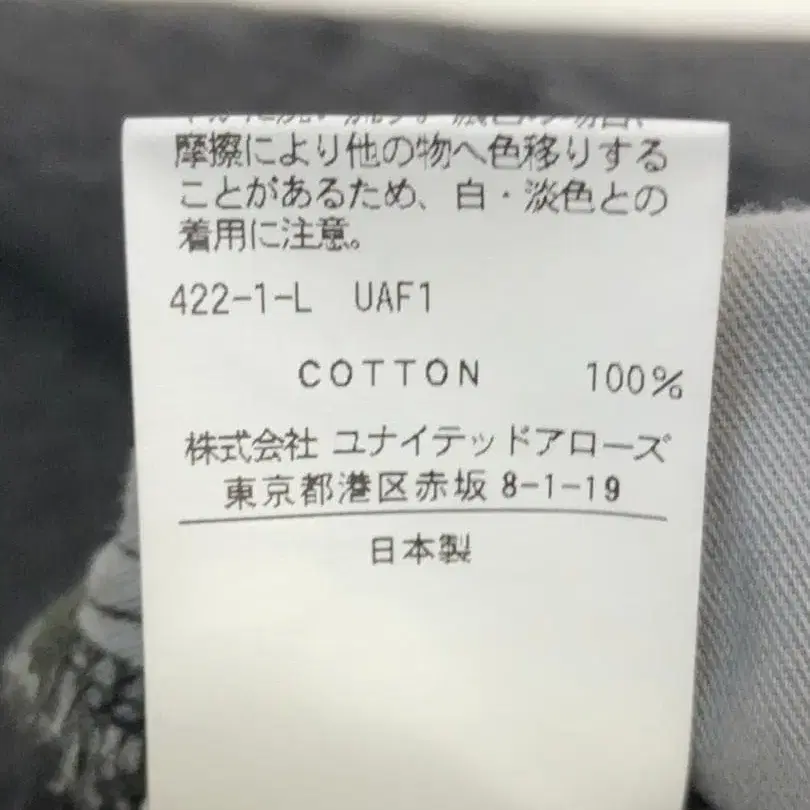 摩擦により他の物へ色移りする
ことがあるため、白・淡色との
着用に注意。
422-1-L UAF1
COTTON 100%
株式会社 ユナイテッドアローズ
東京都港区赤坂 8-1-19
日本製